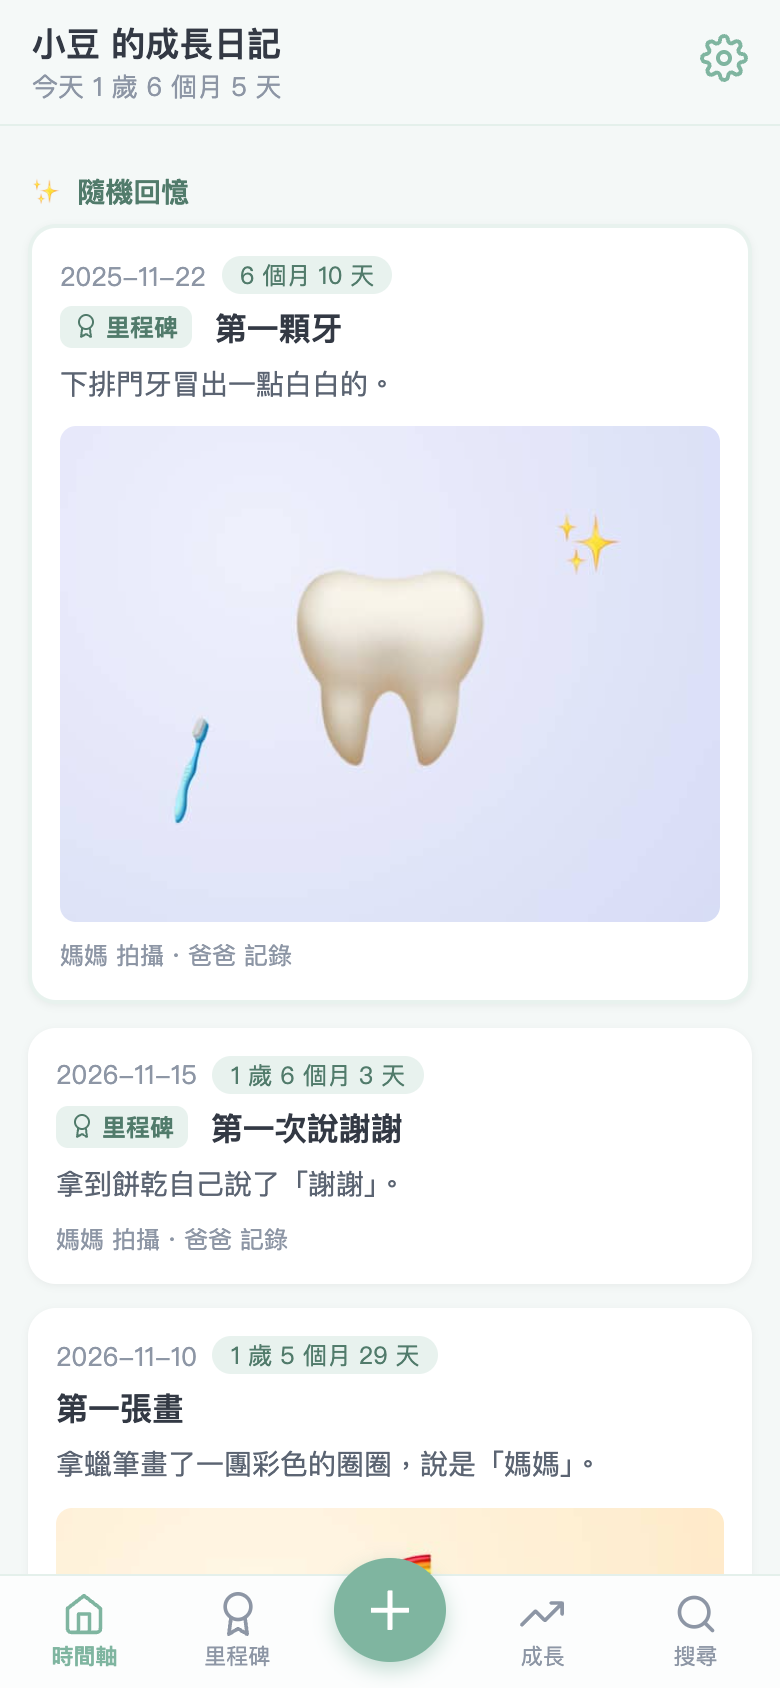 小豆 的成長日記
今天 1 歲 6 個月 5 天
隨機回憶
2025–11–22 6 個月 10 天
里程碑 第一顆牙
下排門牙冒出一點白白的。
媽媽 拍攝 · 爸爸 記錄
2026–11–15 1 歲 6 個月 3 天
里程碑 第一次說謝謝
拿到餅乾自己說了「謝謝」。
媽媽 拍攝 · 爸爸 記錄
2026–11–10 1 歲 5 個月 29 天
第一張畫
拿蠟筆畫了一團彩色的圈圈，說是「媽媽」。
時間軸 里程碑 成長 搜尋